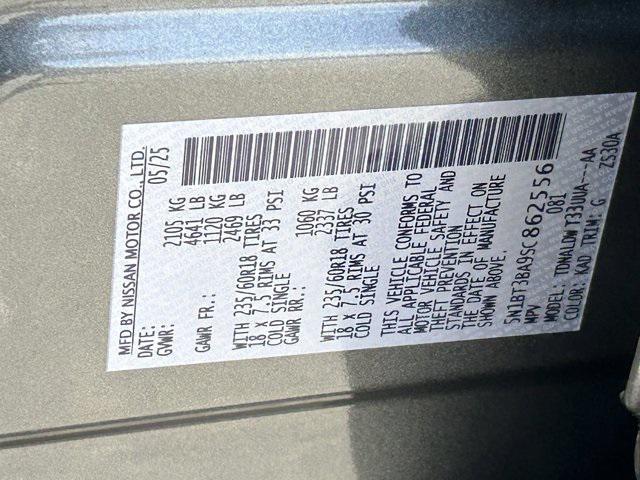 MFD BY NISSAN MOTOR CO., LTD.
DATE: 05/25
GVWR: 2105 KG
4641 LB
GAWR FR.: 1120 KG
2469 LB
WITH 235/60R18 TIRES
18 X 7.5 RIMS AT 33 PSI
COLD SINGLE
GAWR RR.: 1060 KG
2337 LB
WITH 235/60R18 TIRES
18 X 7.5 RIMS AT 30 PSI
COLD SINGLE
THIS VEHICLE CONFORMS TO
ALL APPLICABLE FEDERAL
MOTOR VEHICLE SAFETY AND
THEFT PREVENTION
STANDARDS IN EFFECT ON
THE DATE OF MANUFACTURE
SHOWN ABOVE.
5N1BT3BA9SC862556
MPV 081
MODEL: TDWALDW T33UUA---AA
COLOR: KAD TRIM: G ZS30A